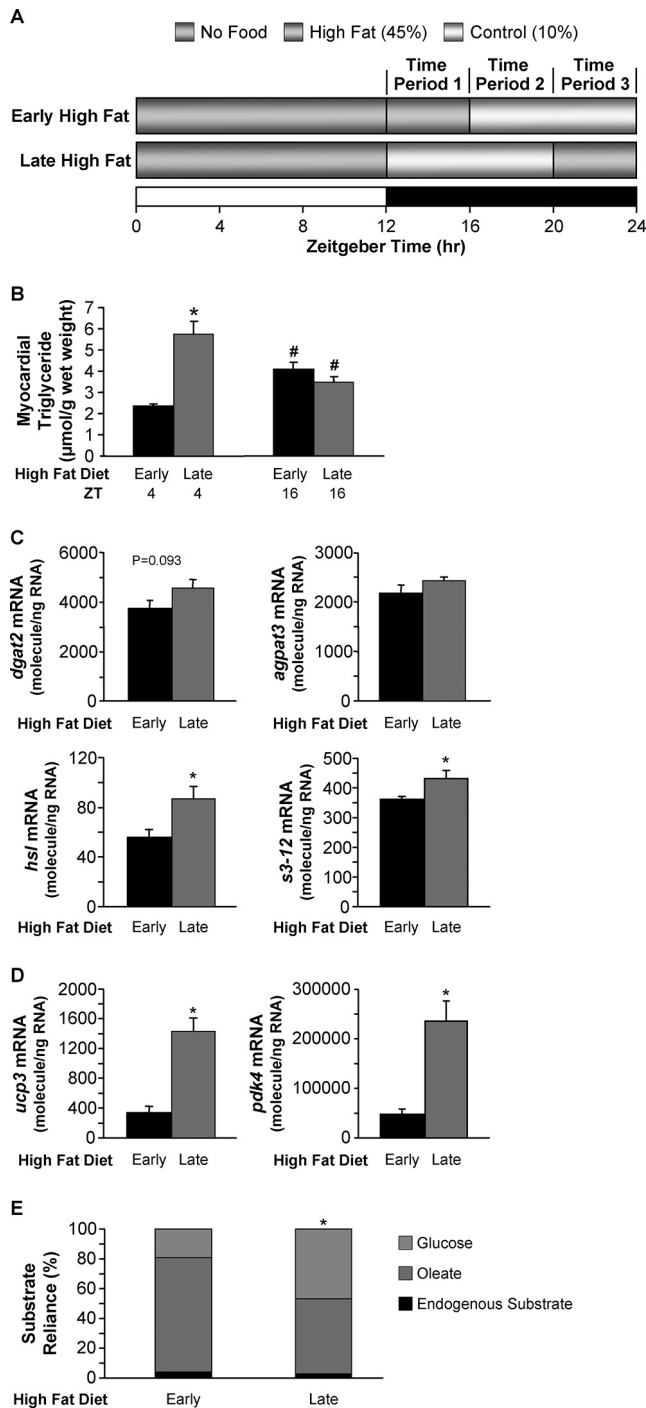 A
No Food High Fat (45%) Control (10%)
Time Period 1 Time Period 2 Time Period 3
Early High Fat
Late High Fat
0 4 8 12 16 20 24
Zeitgeber Time (hr)
B
Myocardial
Triglyceride
(µmol/g wet weight)
7
6
5
4
3
2
1
0
* # #
High Fat Diet Early Late Early Late
ZT 4 4 16 16
C
dgat2 mRNA
(molecule/ng RNA)
6000
4000
2000
0
P=0.093
High Fat Diet Early Late
agpat3 mRNA
(molecule/ng RNA)
3000
2000
1000
0
High Fat Diet Early Late
hsl mRNA
(molecule/ng RNA)
120
80
40
0
*
High Fat Diet Early Late
s3-12 mRNA
(molecule/ng RNA)
500
400
300
200
100
0
*
High Fat Diet Early Late
D
ucp3 mRNA
(molecule/ng RNA)
2000
1600
1200
800
400
0
*
High Fat Diet Early Late
pdk4 mRNA
(molecule/ng RNA)
300000
200000
100000
0
*
High Fat Diet Early Late
E
Substrate
Reliance (%)
100
80
60
40
20
0
*
High Fat Diet Early Late
Glucose
Oleate
Endogenous Substrate